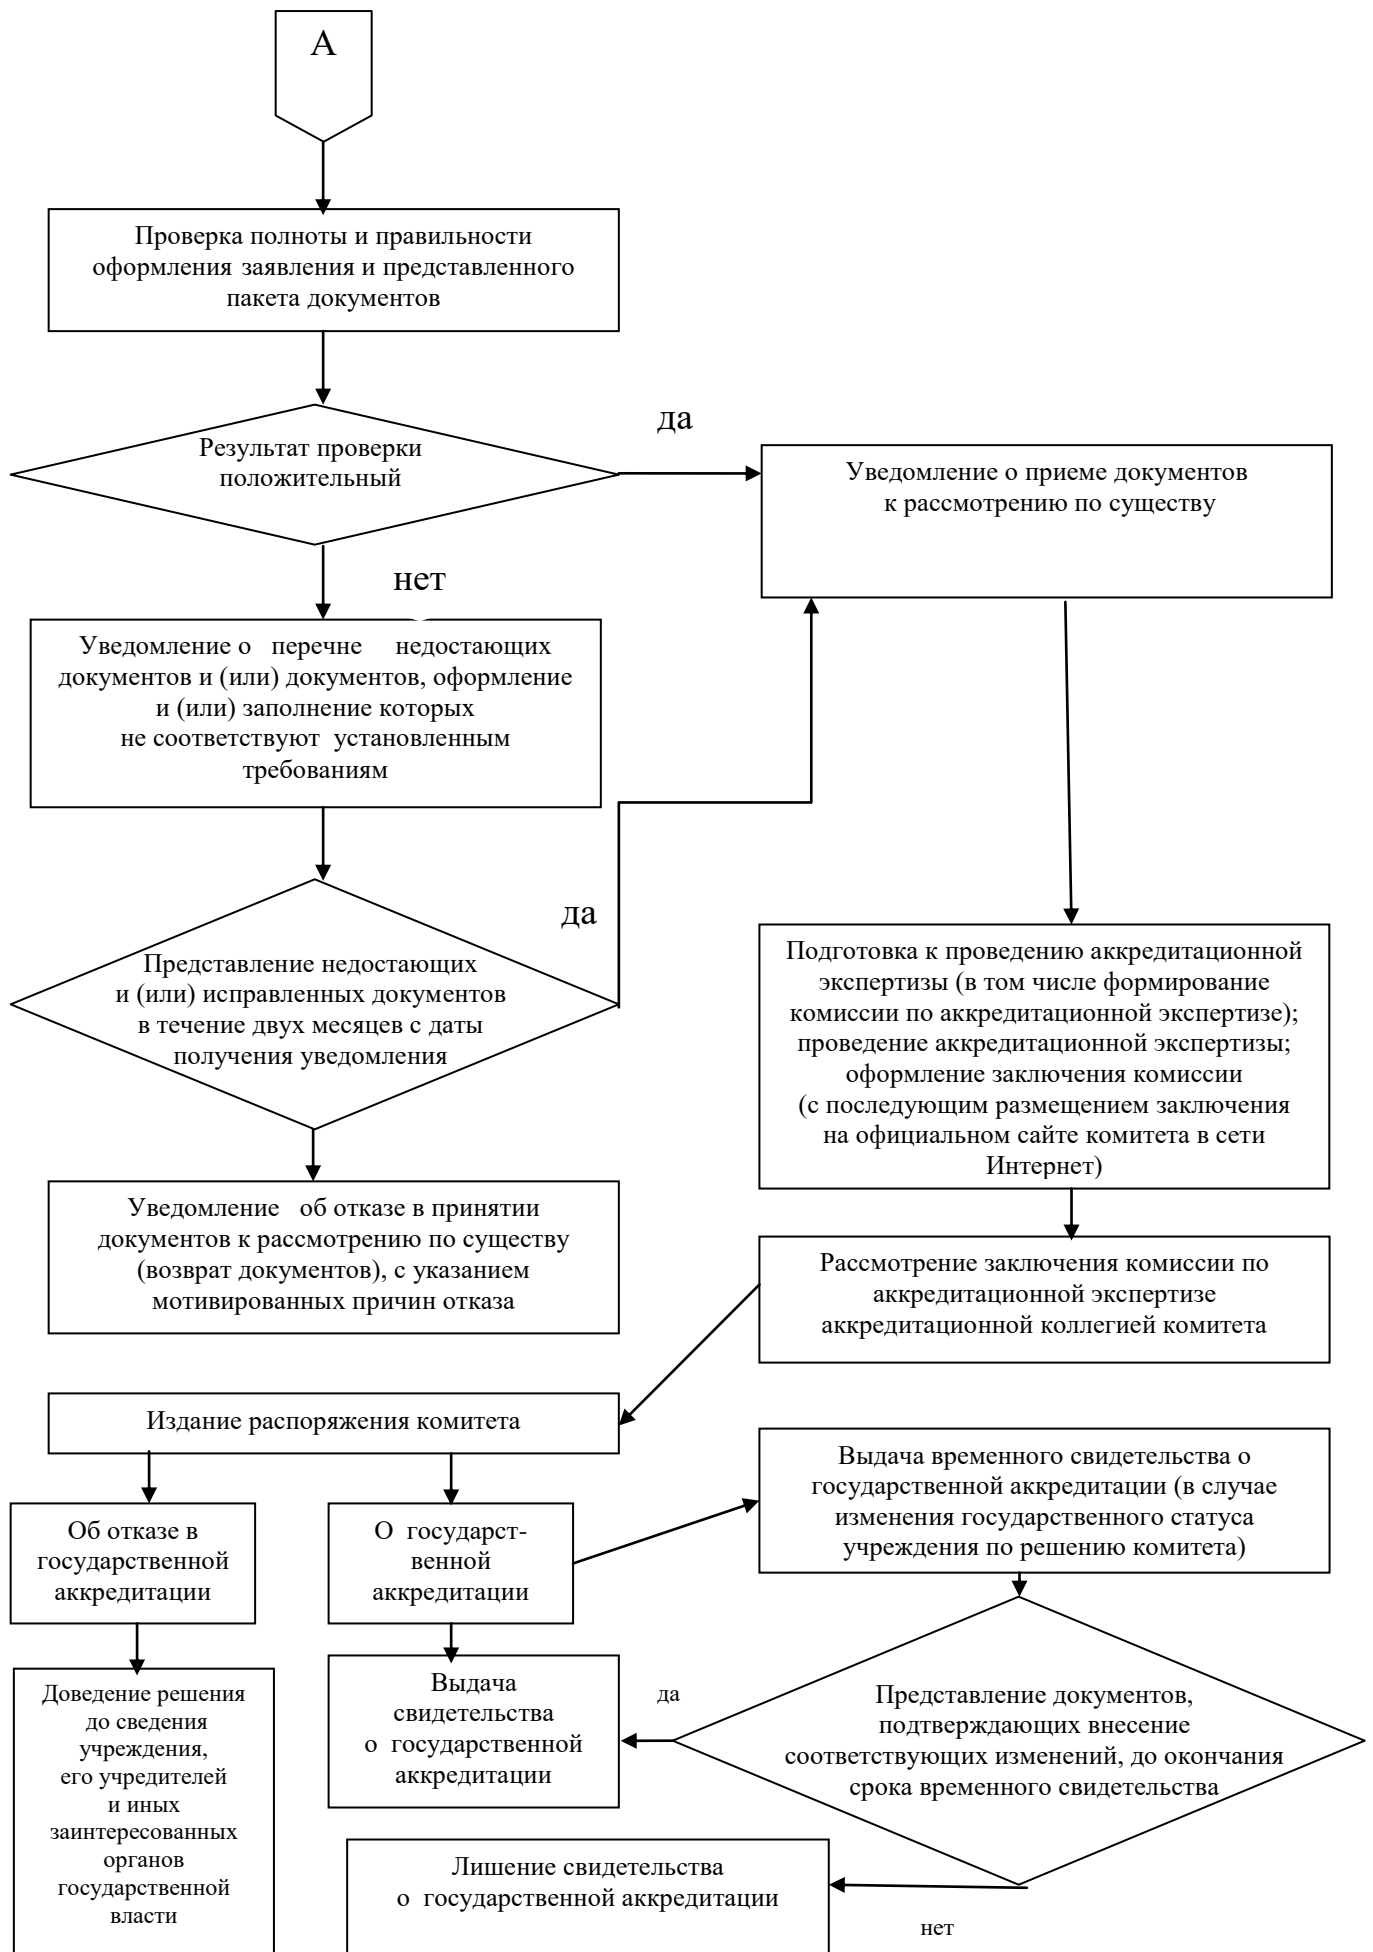 А
Проверка полноты и правильности
оформления заявления и представленного
пакета документов
Результат проверки
положительный
да
Уведомление о приеме документов
к рассмотрению по существу
нет
Уведомление о перечне недостающих
документов и (или) документов, оформление
и (или) заполнение которых
не соответствуют установленным
требованиям
да
Представление недостающих
и (или) исправленных документов
в течение двух месяцев с даты
получения уведомления
Подготовка к проведению аккредитационной
экспертизы (в том числе формирование
комиссии по аккредитационной экспертизе);
проведение аккредитационной экспертизы;
оформление заключения комиссии
(с последующим размещением заключения
на официальном сайте комитета в сети
Интернет)
Уведомление об отказе в принятии
документов к рассмотрению по существу
(возврат документов), с указанием
мотивированных причин отказа
Рассмотрение заключения комиссии по
аккредитационной экспертизе
аккредитационной коллегией комитета
Издание распоряжения комитета
Выдача временного свидетельства о
государственной аккредитации (в случае
изменения государственного статуса
учреждения по решению комитета)
Об отказе в
государственной
аккредитации
О государст-
венной
аккредитации
Доведение решения
до сведения
учреждения,
его учредителей
и иных
заинтересованных
органов
государственной
власти
Выдача
свидетельства
о государственной
аккредитации
да
Представление документов,
подтверждающих внесение
соответствующих изменений, до окончания
срока временного свидетельства
Лишение свидетельства
о государственной аккредитации
нет